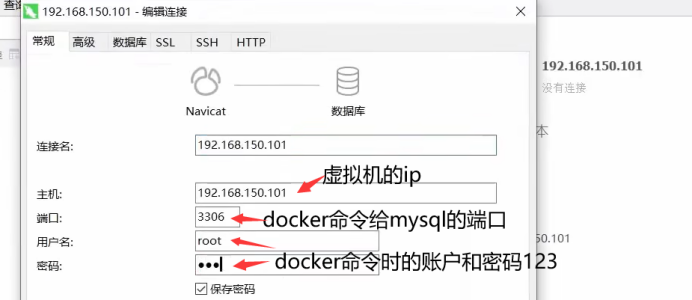 查询
192.168.150.101 - 编辑连接
常规 高级 数据库 SSL SSH HTTP
192.168.150.101
没有连接
Navicat 数据库
本
连接名: 192.168.150.101
虚拟机的ip
主机: 192.168.150.101
端口: 3306 docker命令给mysql的端口
用户名: root
50.101
密码: ●●● docker命令时的账户和密码123
保存密码